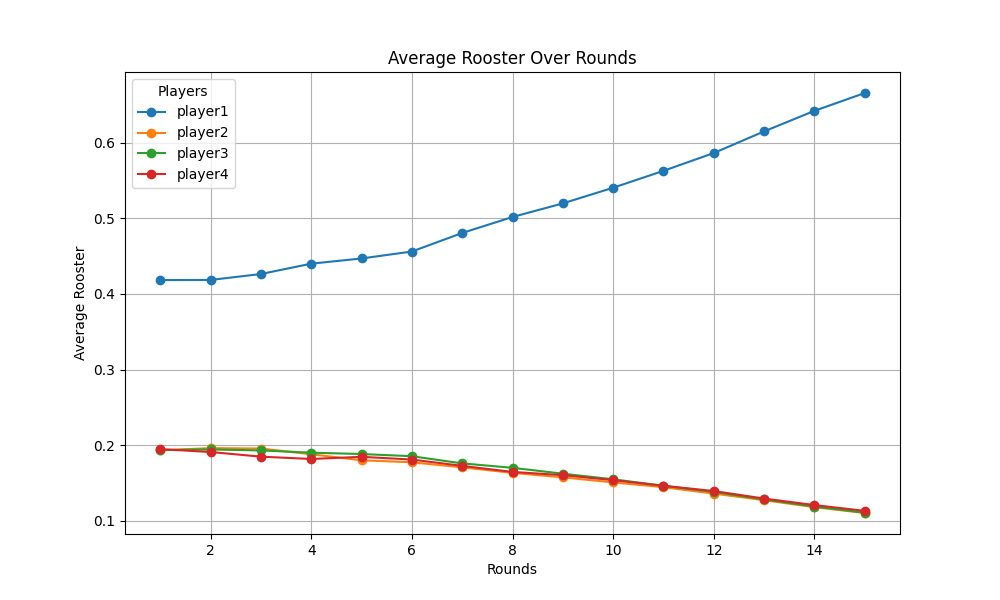 Average Rooster Over Rounds
Players
player1
player2
player3
player4
Average Rooster
0.6
0.5
0.4
0.3
0.2
0.1
2 4 6 8 10 12 14
Rounds